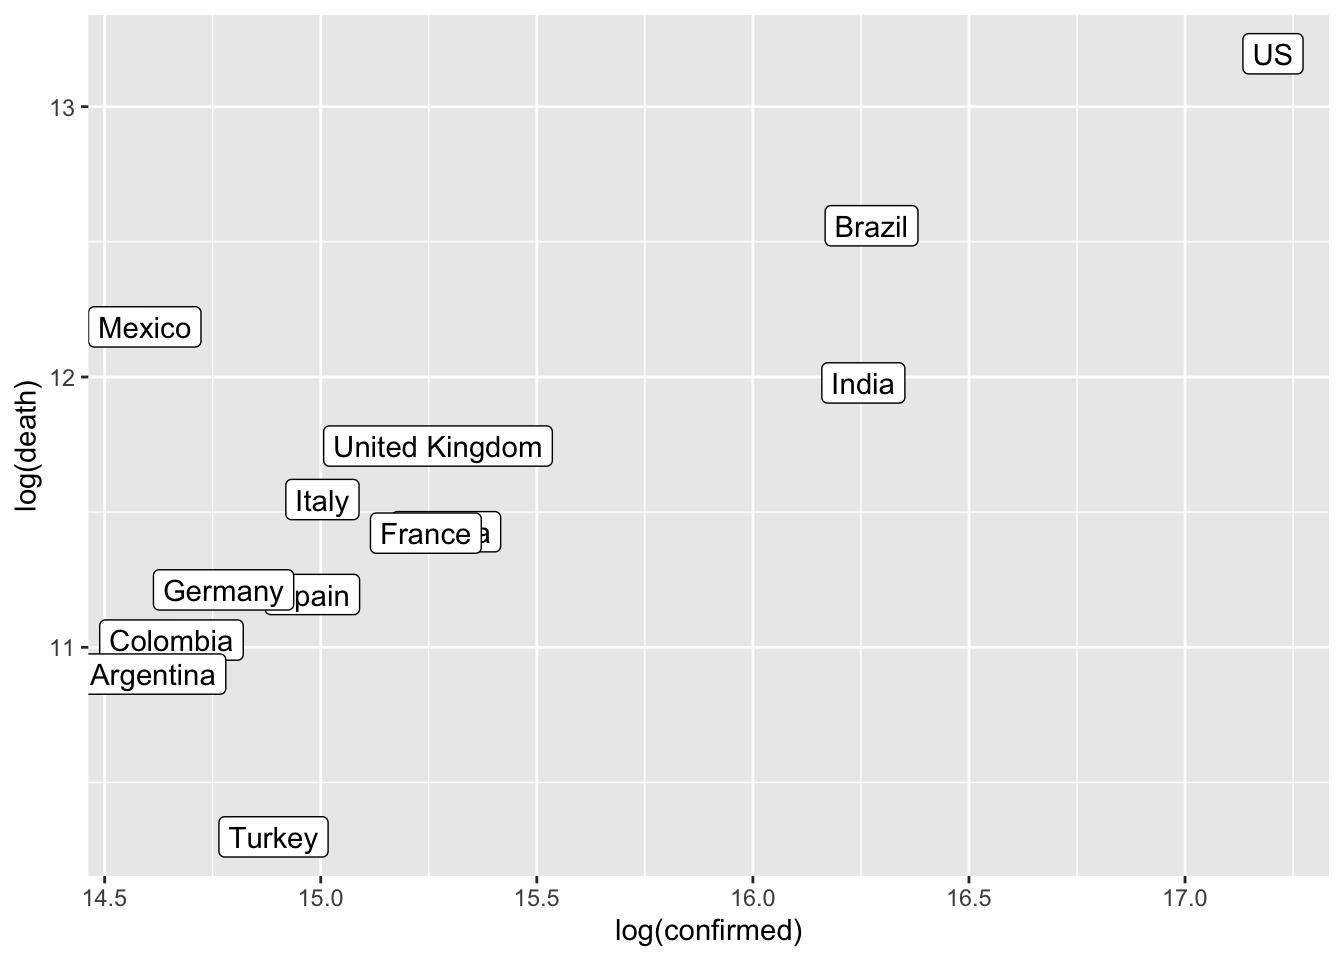 US
13
Brazil
Mexico
12
India
log(death)
United Kingdom
Italy
France
Germany
Colombia
11
Argentina
Turkey
14.5 15.0 15.5 16.0 16.5 17.0
log(confirmed)